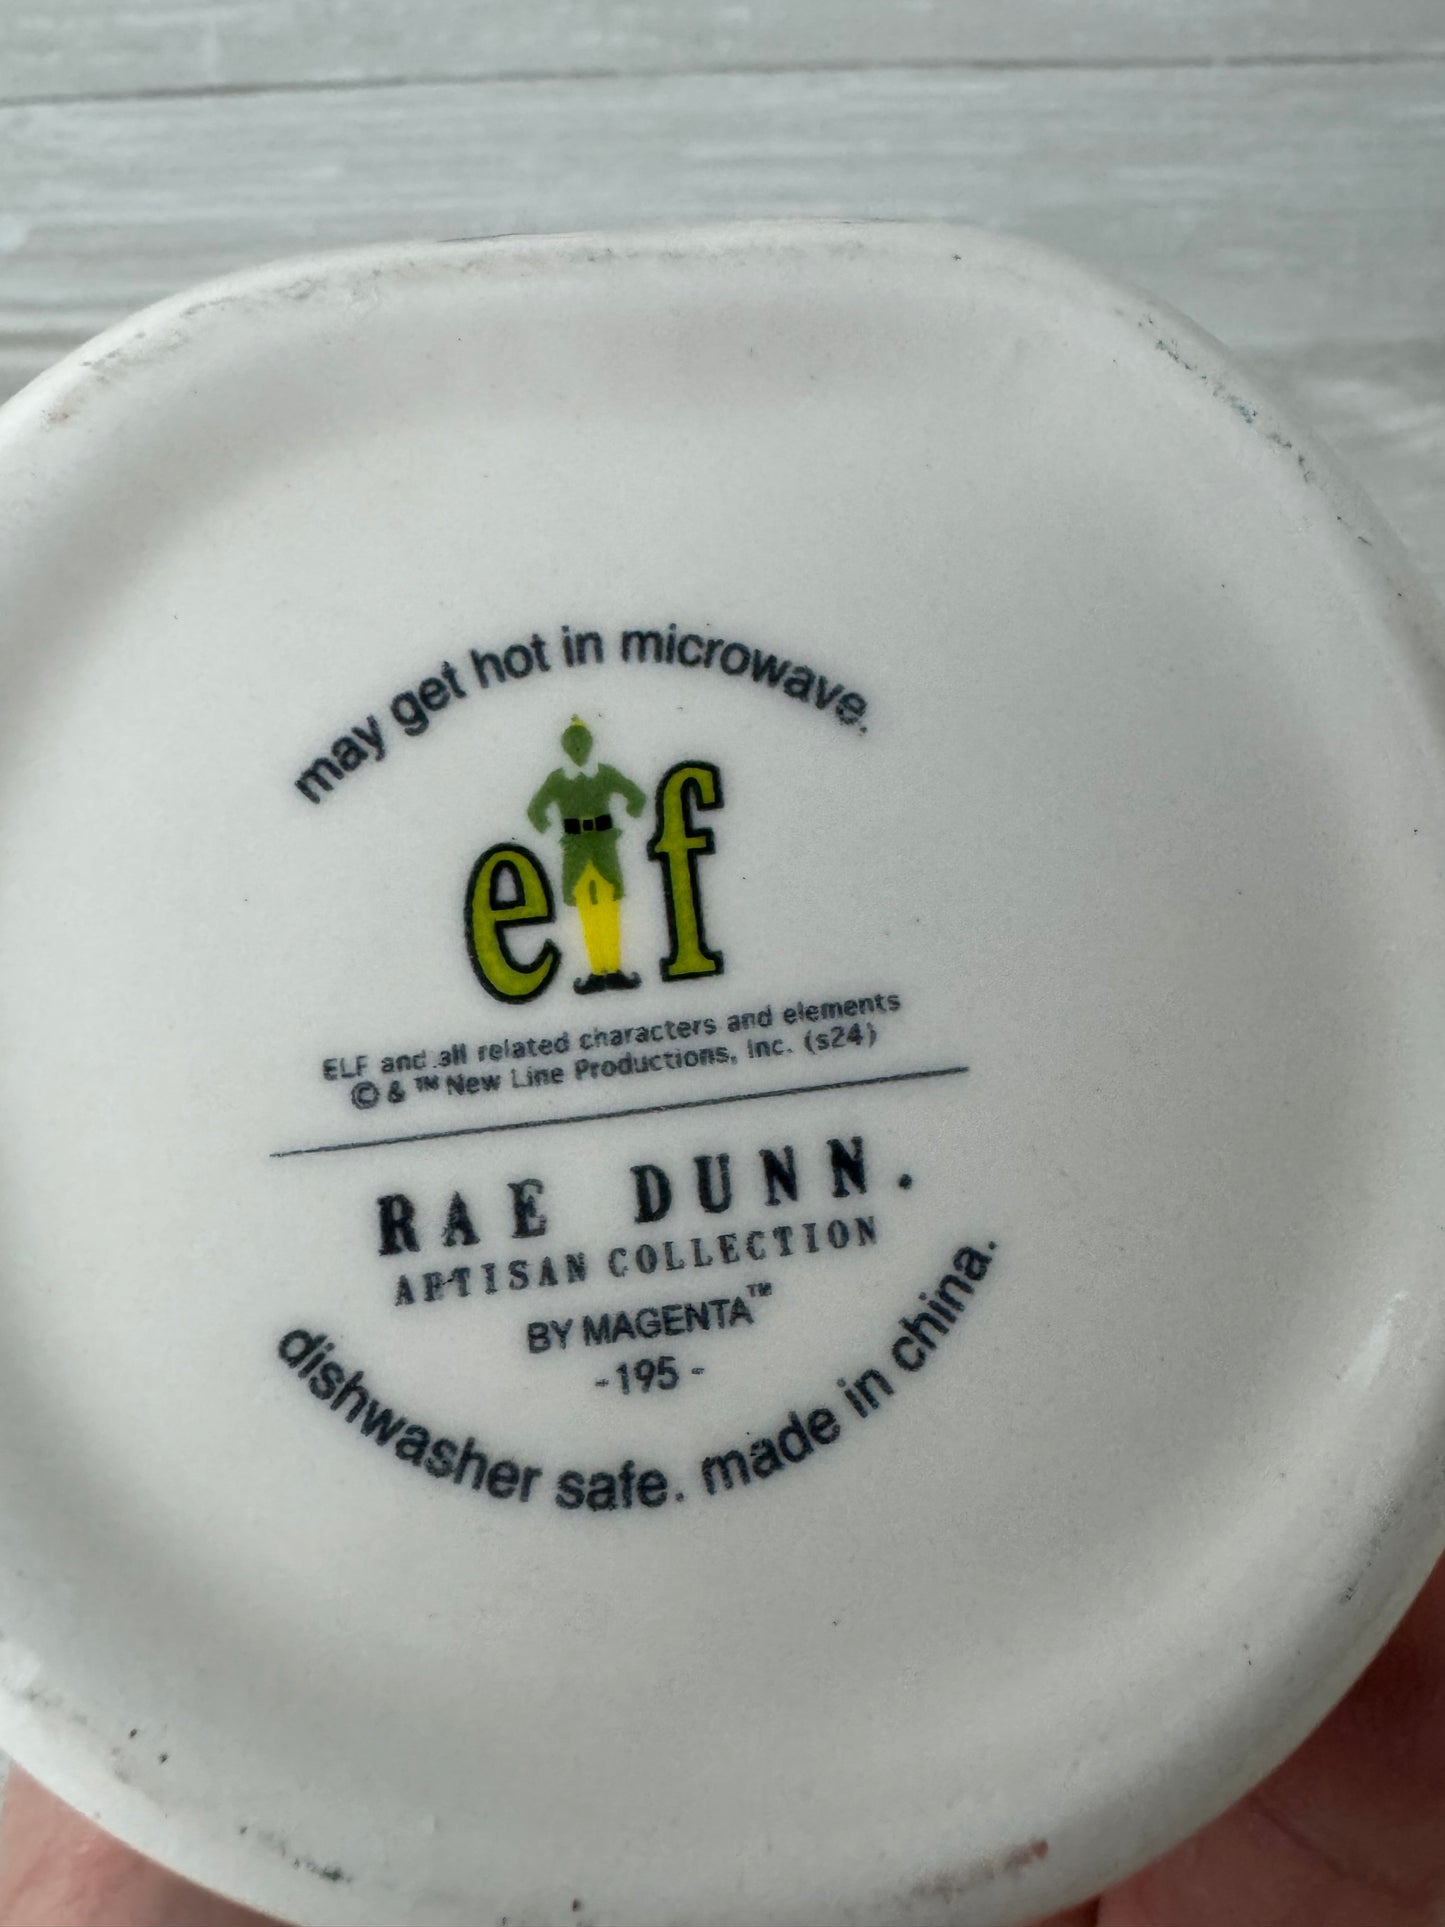 may get hot in microwave.
elf
ELF and all related characters and elements
© & ™ New Line Productions, Inc. (s24)
RAE DUNN.
ARTISAN COLLECTION
BY MAGENTA™
-195-
dishwasher safe. made in china.